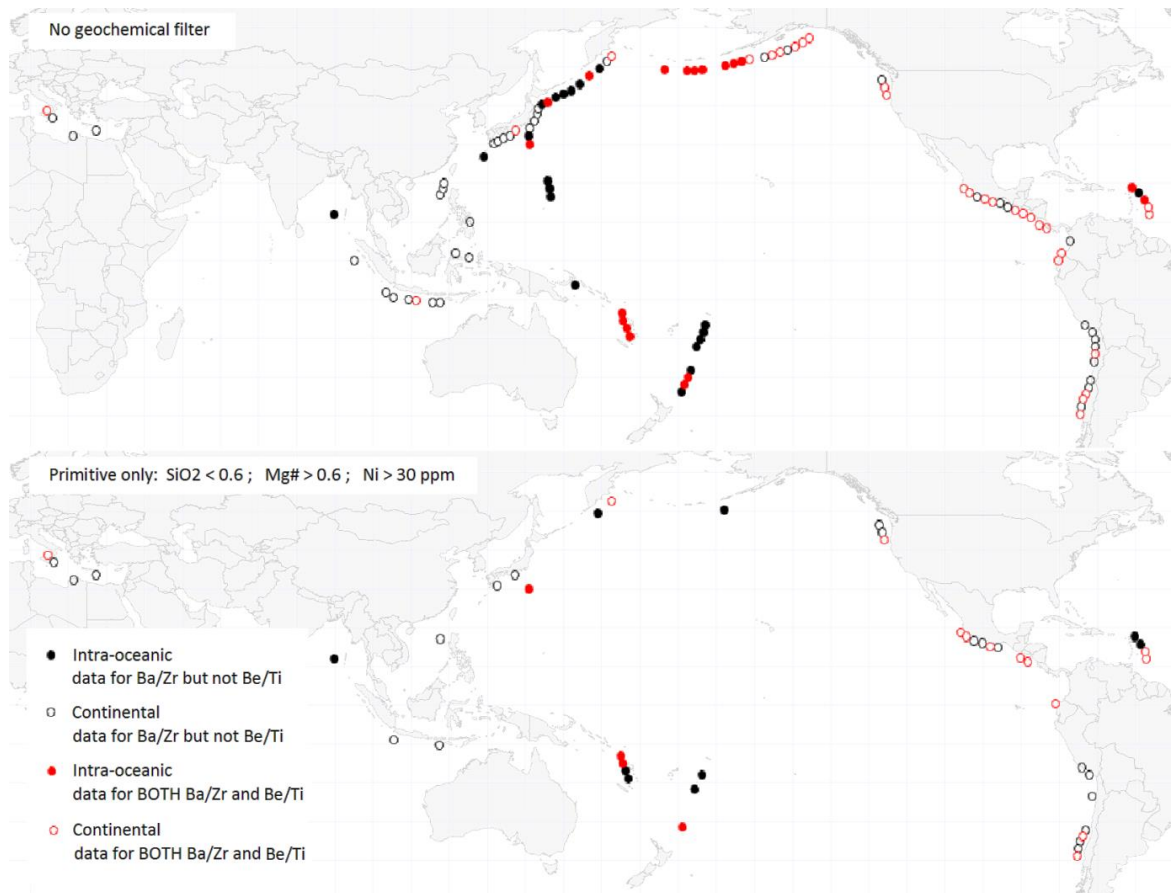 No geochemical filter
Primitive only: SiO2 < 0.6 ; Mg# > 0.6 ; Ni > 30 ppm
Intra-oceanic
data for Ba/Zr but not Be/Ti
Continental
data for Ba/Zr but not Be/Ti
Intra-oceanic
data for BOTH Ba/Zr and Be/Ti
Continental
data for BOTH Ba/Zr and Be/Ti